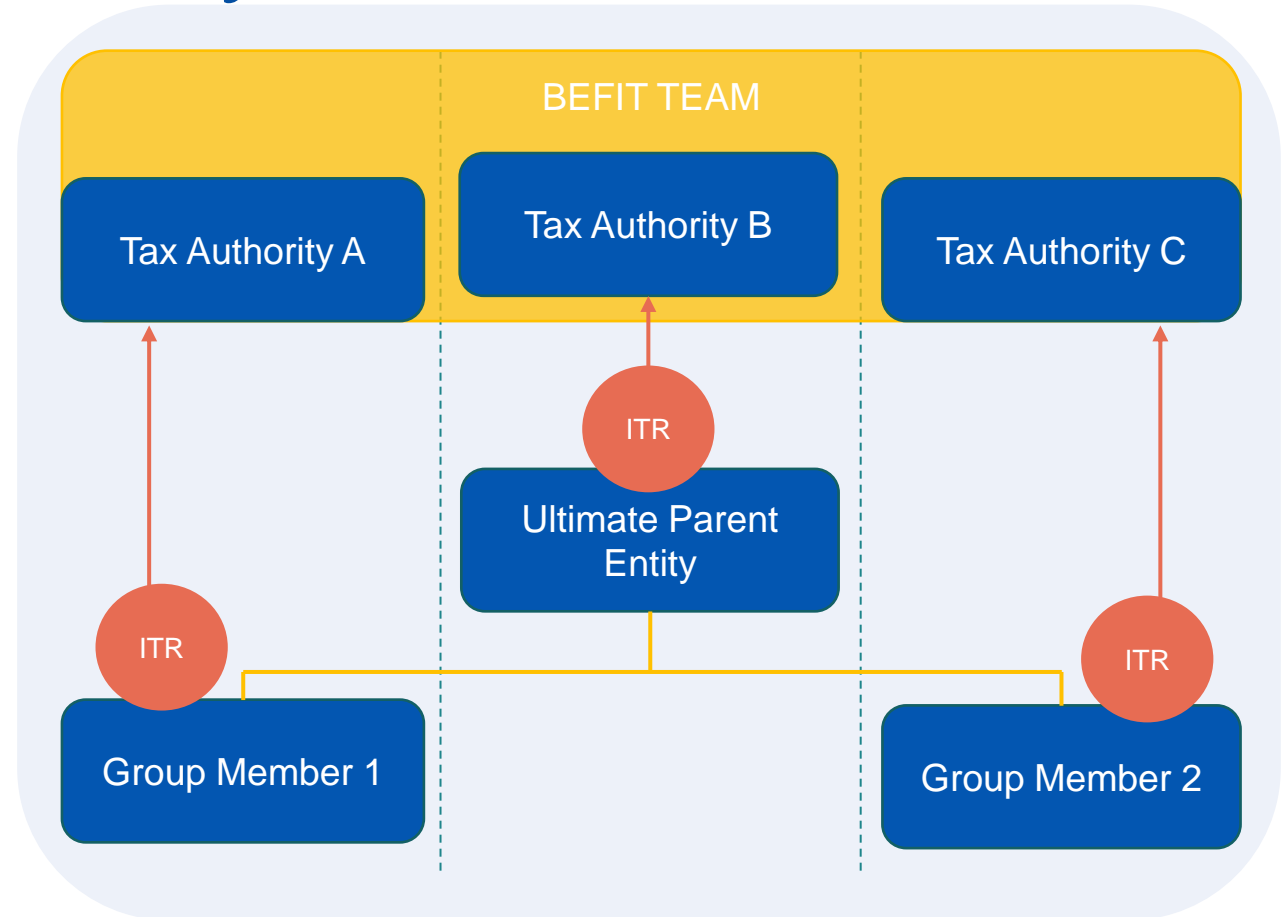 BEFIT TEAM
Tax Authority A
Tax Authority B
Tax Authority C
ITR
Ultimate Parent
Entity
ITR
ITR
Group Member 1
Group Member 2